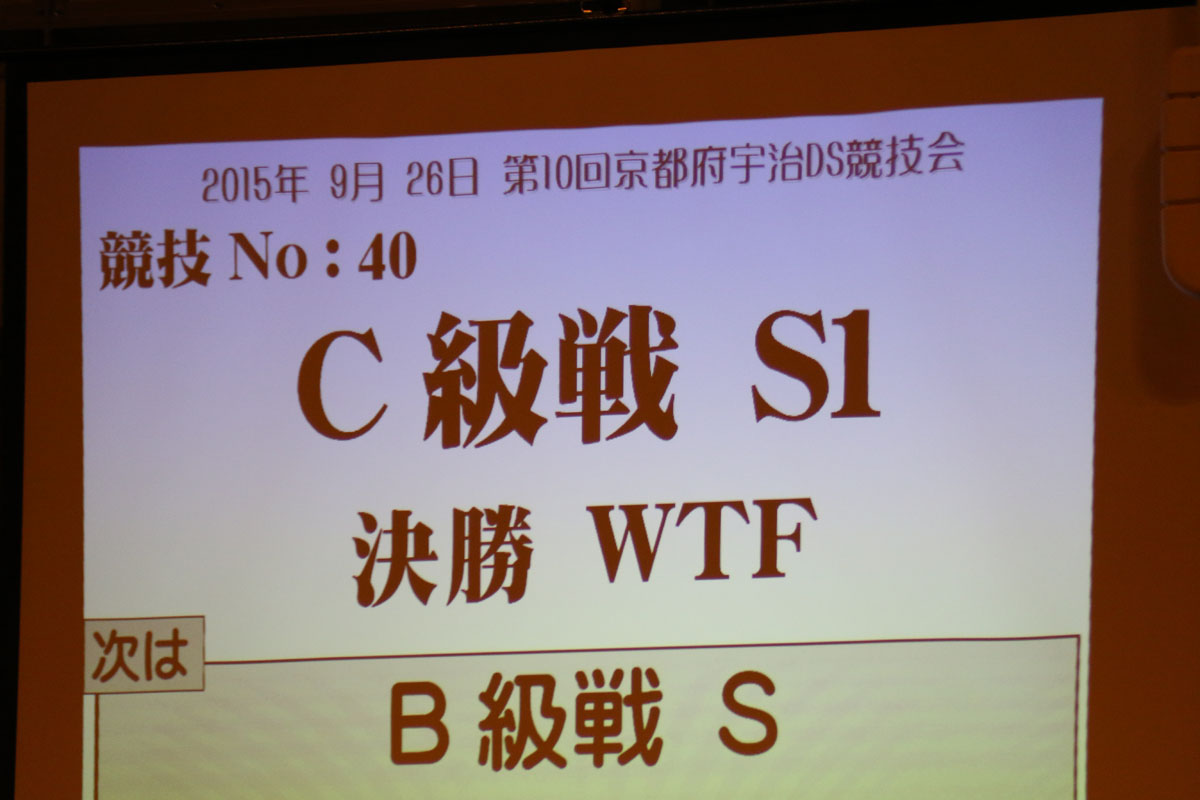 2015年 9月 26日 第10回京都府宇治DS競技会
競技 No：40
C 級戦 S1
決勝 WTF
次は
B 級戦 S